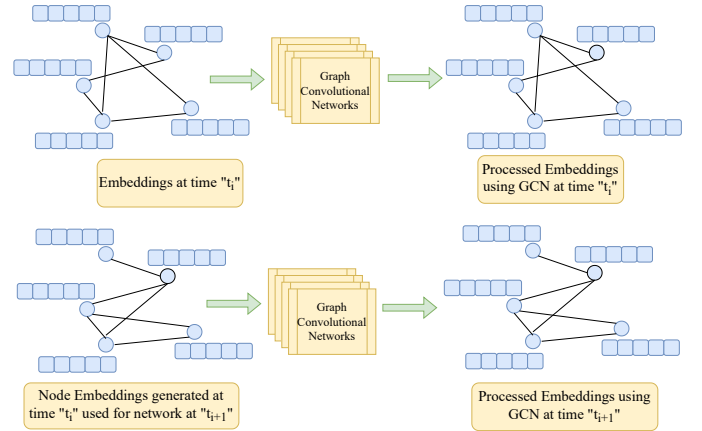 Graph
Convolutional
Networks
Embeddings at time "tᵢ"
Processed Embeddings
using GCN at time "tᵢ"
Graph
Convolutional
Networks
Node Embeddings generated at
time "tᵢ" used for network at "tᵢ₊₁"
Processed Embeddings using
GCN at time "tᵢ₊₁"